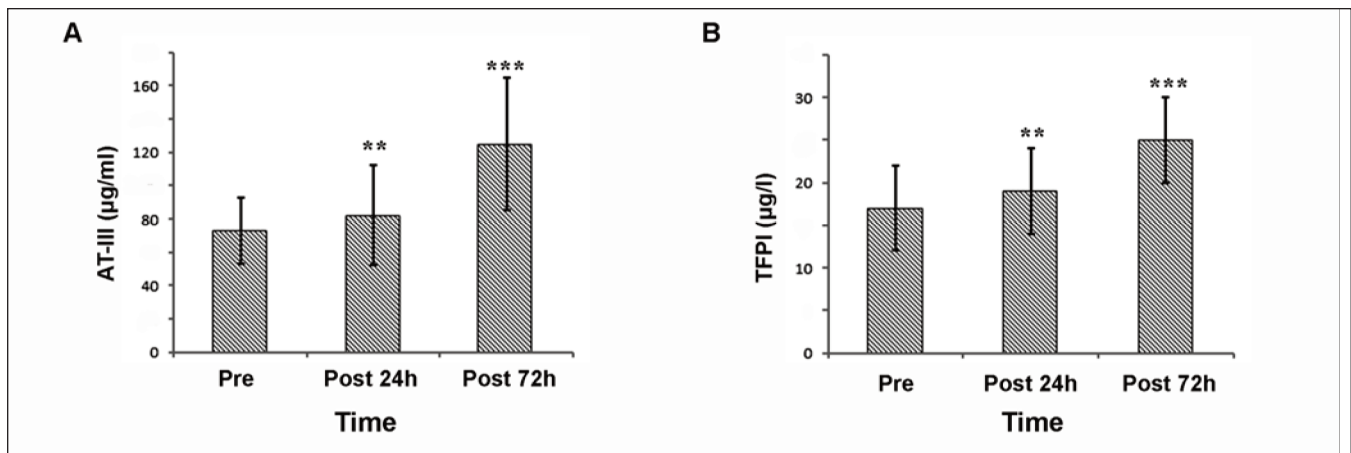 A
AT-III (µg/ml)
160
120
80
40
0
**
***
Pre
Post 24h
Post 72h
Time
B
TFPI (µg/l)
30
20
10
0
**
***
Pre
Post 24h
Post 72h
Time